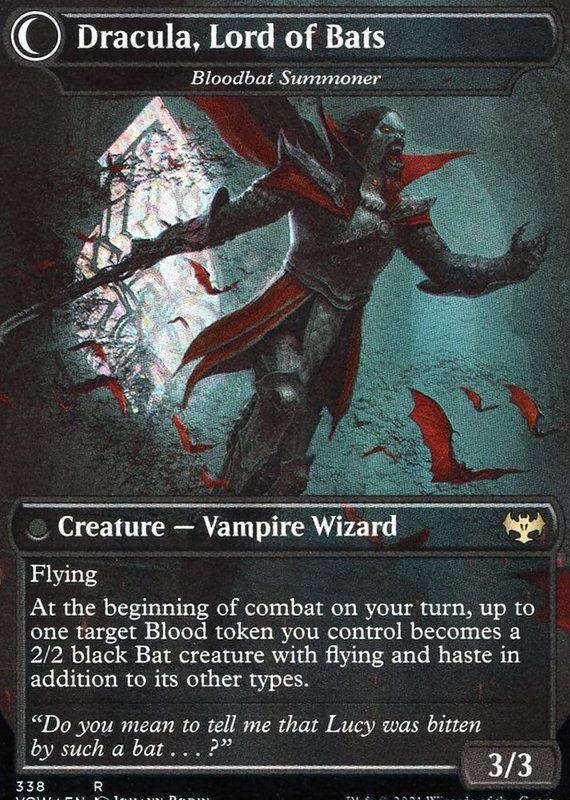 Dracula, Lord of Bats
Bloodbat Summoner
Creature — Vampire Wizard
Flying
At the beginning of combat on your turn, up to
one target Blood token you control becomes a
2/2 black Bat creature with flying and haste in
addition to its other types.
“Do you mean to tell me that Lucy was bitten
by such a bat . . . ?”
3/3
338 R